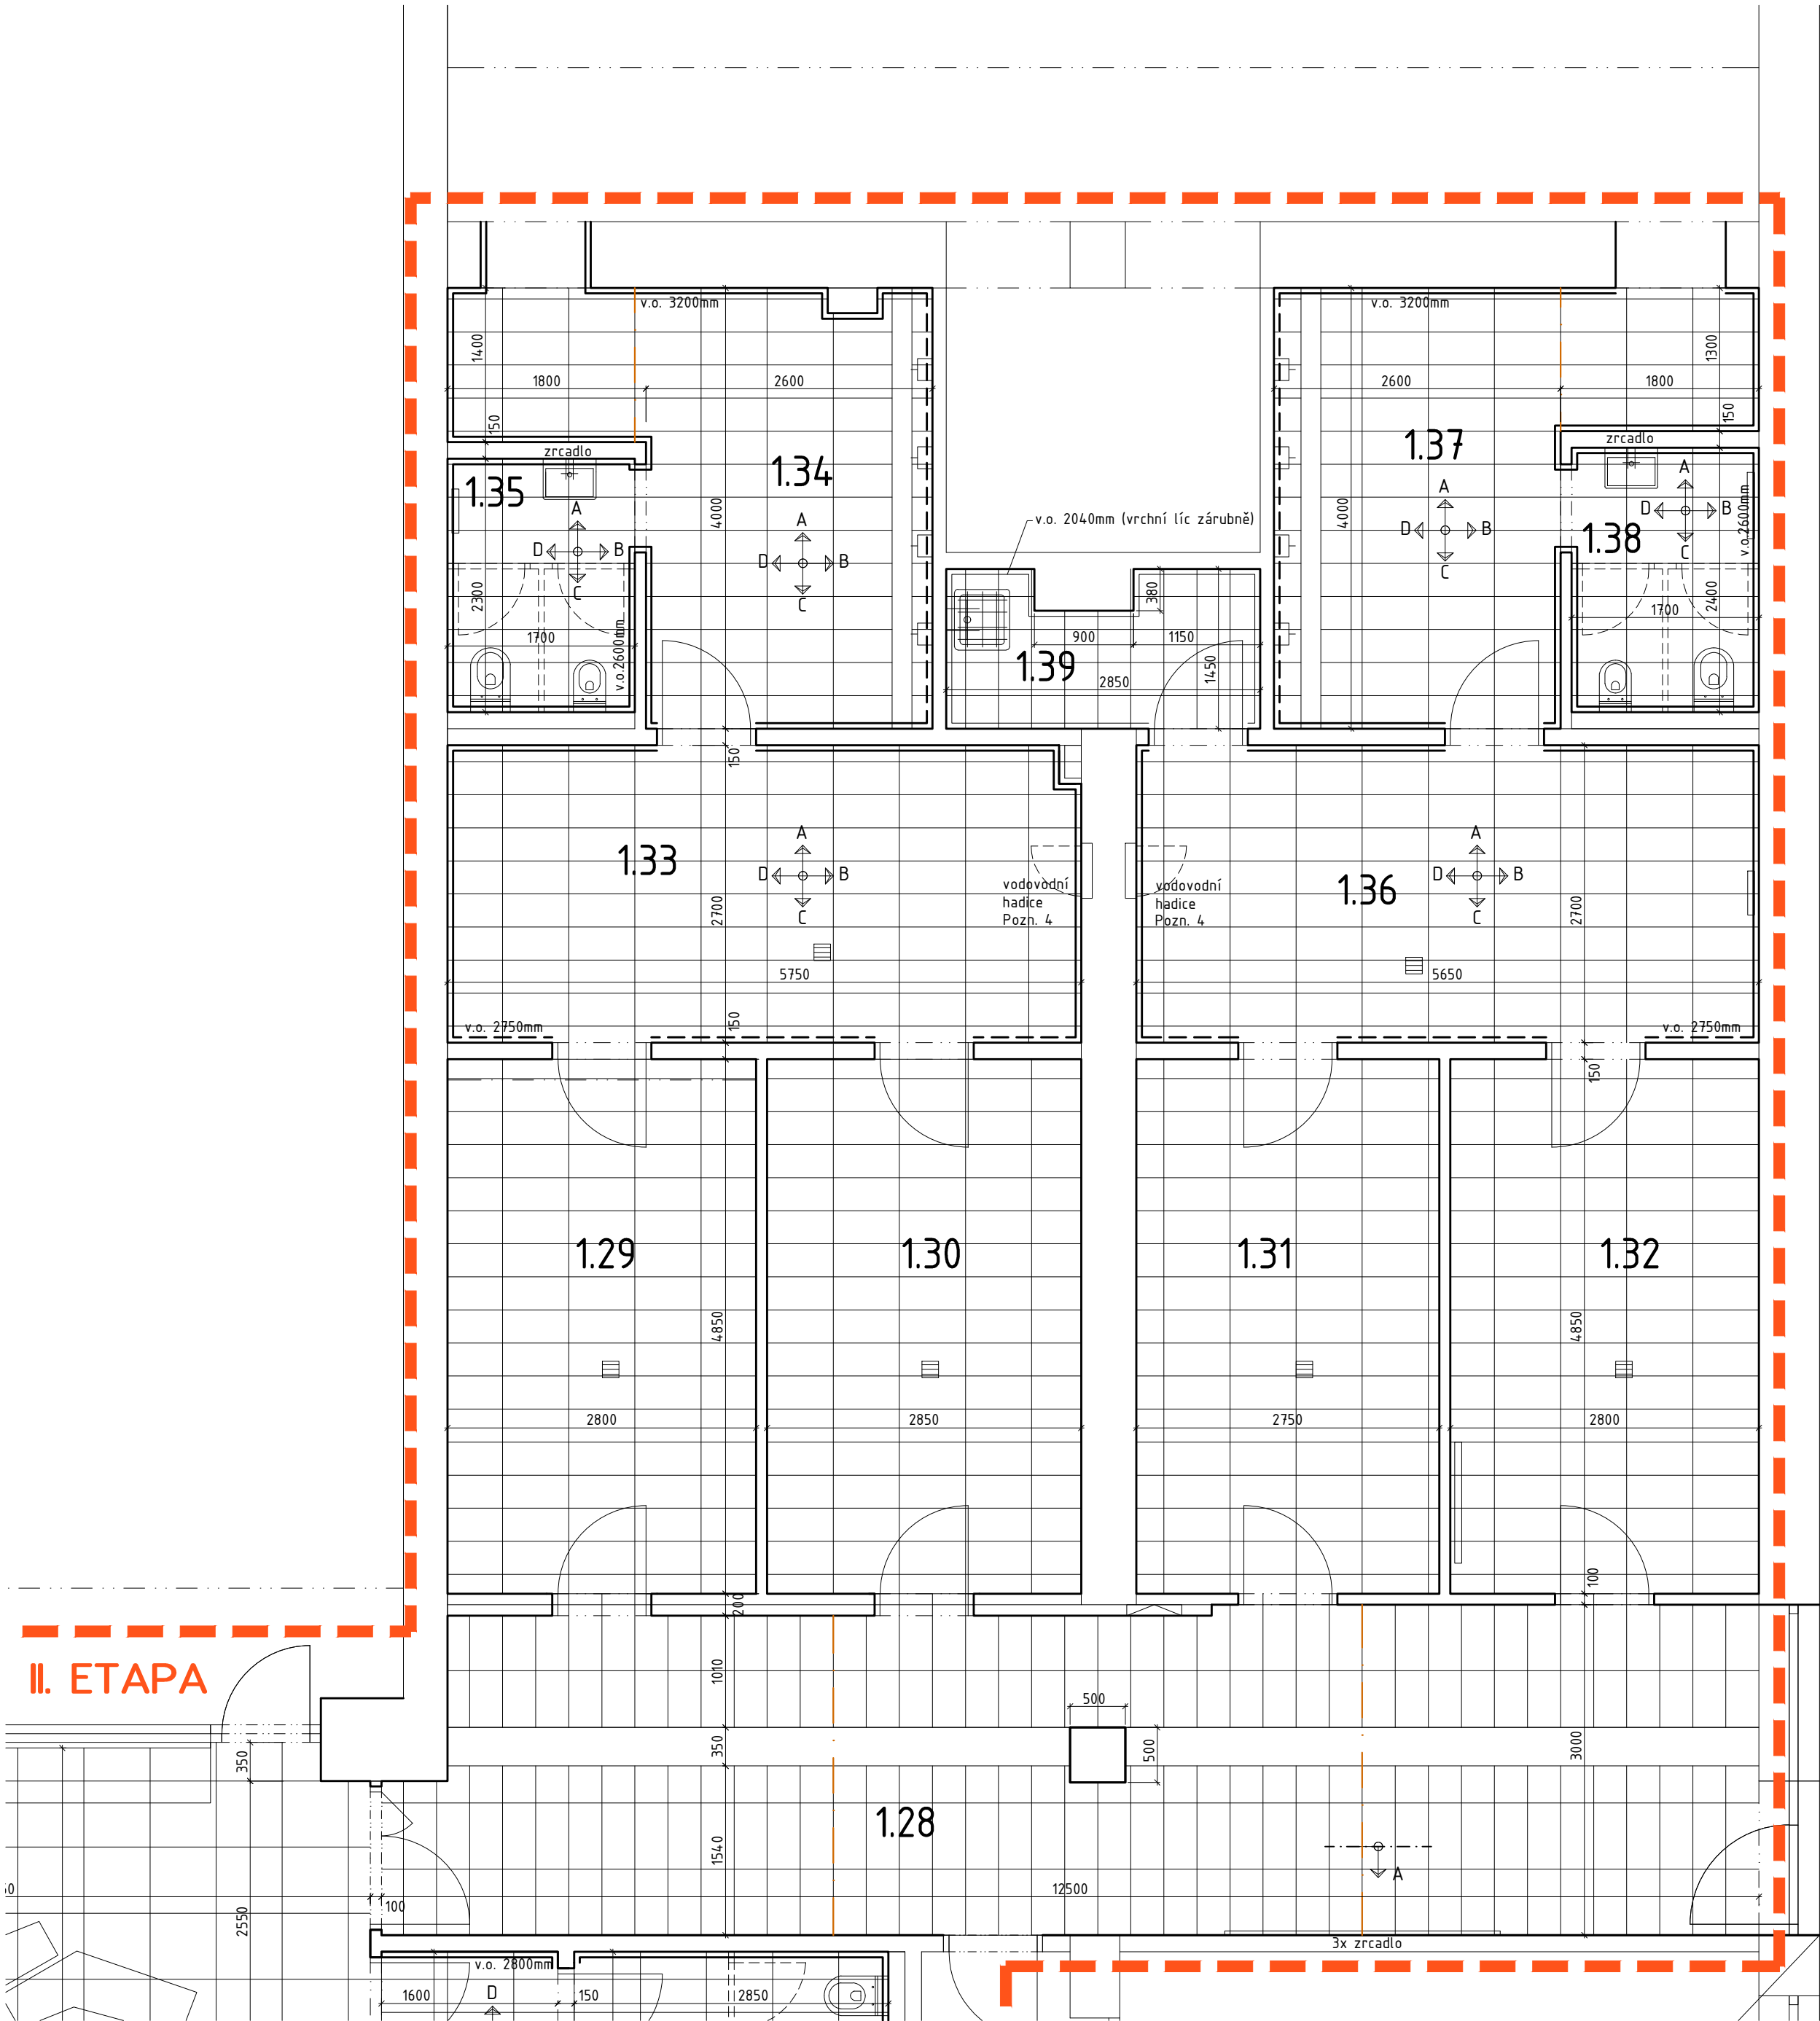 v.o. 3200mm
v.o. 3200mm
1400
1300
1800
2600
2600
1800
150
150
zrcadlo
zrcadlo
1.34
1.37
1.35
1.38
A
D
B
C
A
D
B
C
A
D
B
C
A
D
B
C
4000
4000
v.o. 2040mm (vrchní líc zárubně)
v.o.2600mm
2300
2400
380
1700
1700
900
1150
v.o.2600mm
1.39
1450
2850
150
1.33
A
D
B
C
1.36
A
D
B
C
vodovodní
hadice
Pozn. 4
vodovodní
hadice
Pozn. 4
2700
2700
5750
5650
v.o. 2750mm
150
v.o. 2750mm
150
1.29
1.30
1.31
1.32
4850
4850
2800
2850
2750
2800
200
100
II. ETAPA
1010
500
350
350
500
3000
1.28
1540
A
12500
100
2550
3x zrcadlo
v.o. 2800mm
D
1600
150
2850